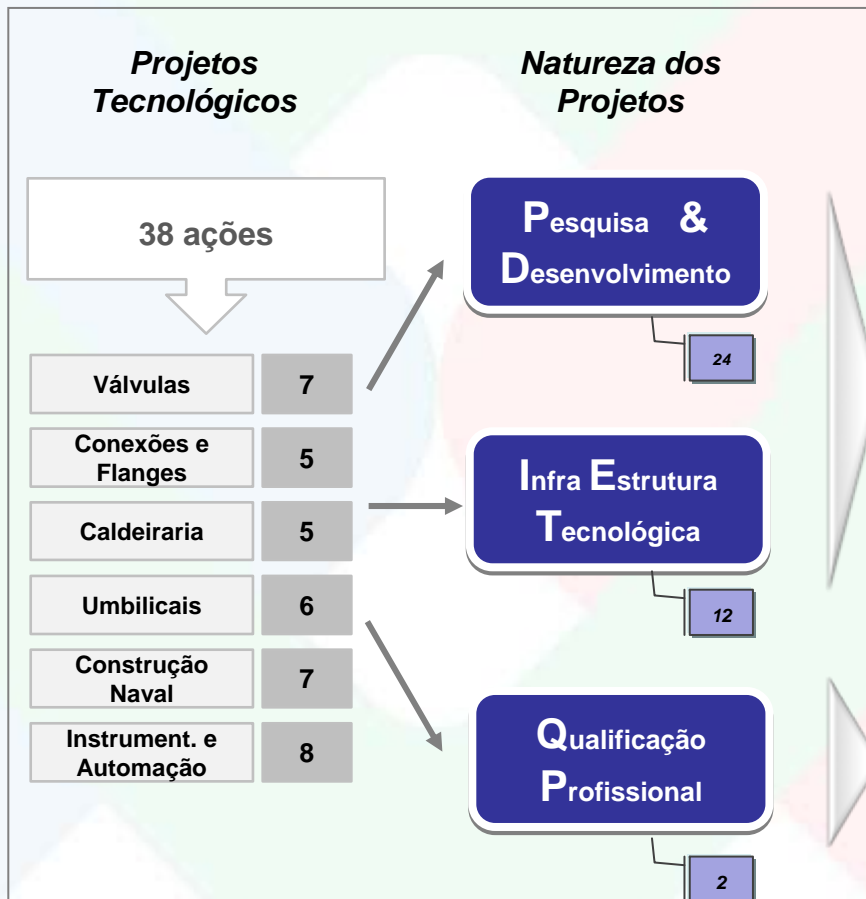 Projetos
Tecnológicos
38 ações
Válvulas 7
Conexões e
Flanges 5
Caldeiraria 5
Umbilicais 6
Construção
Naval 7
Instrument. e
Automação 8
Natureza dos
Projetos
Pesquisa &
Desenvolvimento
24
Infra Estrutura
Tecnológica
12
Qualificação
Profissional
2